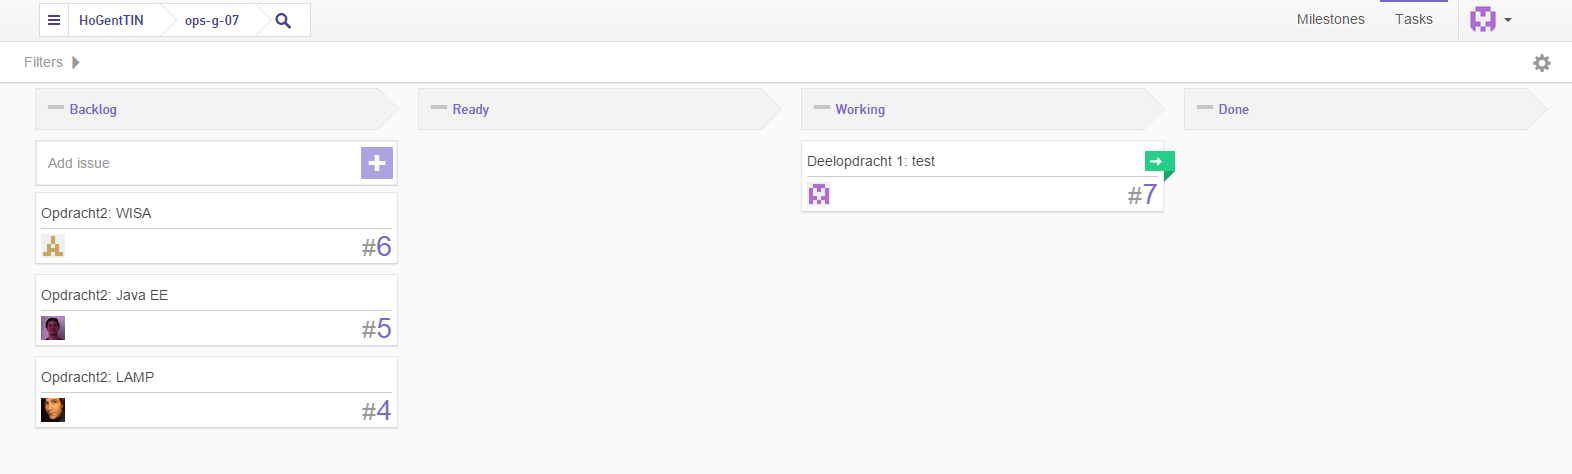 HoGentTIN ops-g-07 Milestones Tasks
Filters
Backlog Ready Working Done
Add issue
Opdracht2: WISA
#6
Opdracht2: Java EE
#5
Opdracht2: LAMP
#4
Deelopdracht 1: test
#7